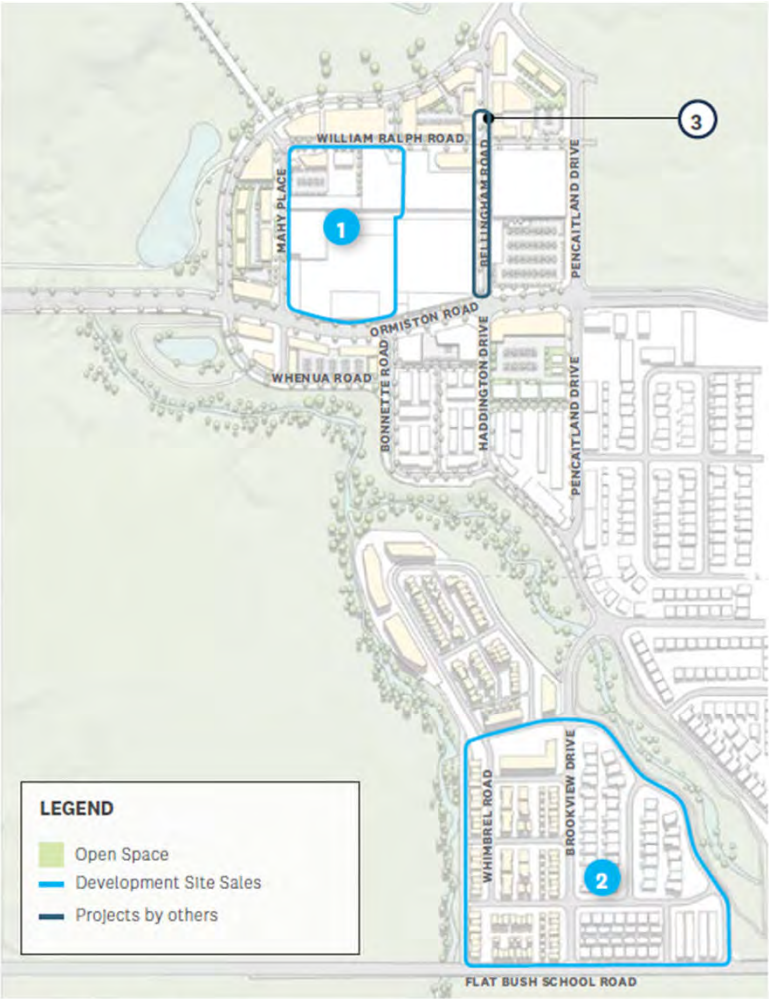 3
WILLIAM RALPH ROAD
MAHY PLACE
BELLINGHAM ROAD
PENCAITLAND DRIVE
1
ORMISTON ROAD
WHENUA ROAD
BONNETTE ROAD
HADDINGTON DRIVE
PENCAITLAND DRIVE
WHIMBREL ROAD
BROOKVIEW DRIVE
2
LEGEND
Open Space
Development Site Sales
Projects by others
FLAT BUSH SCHOOL ROAD